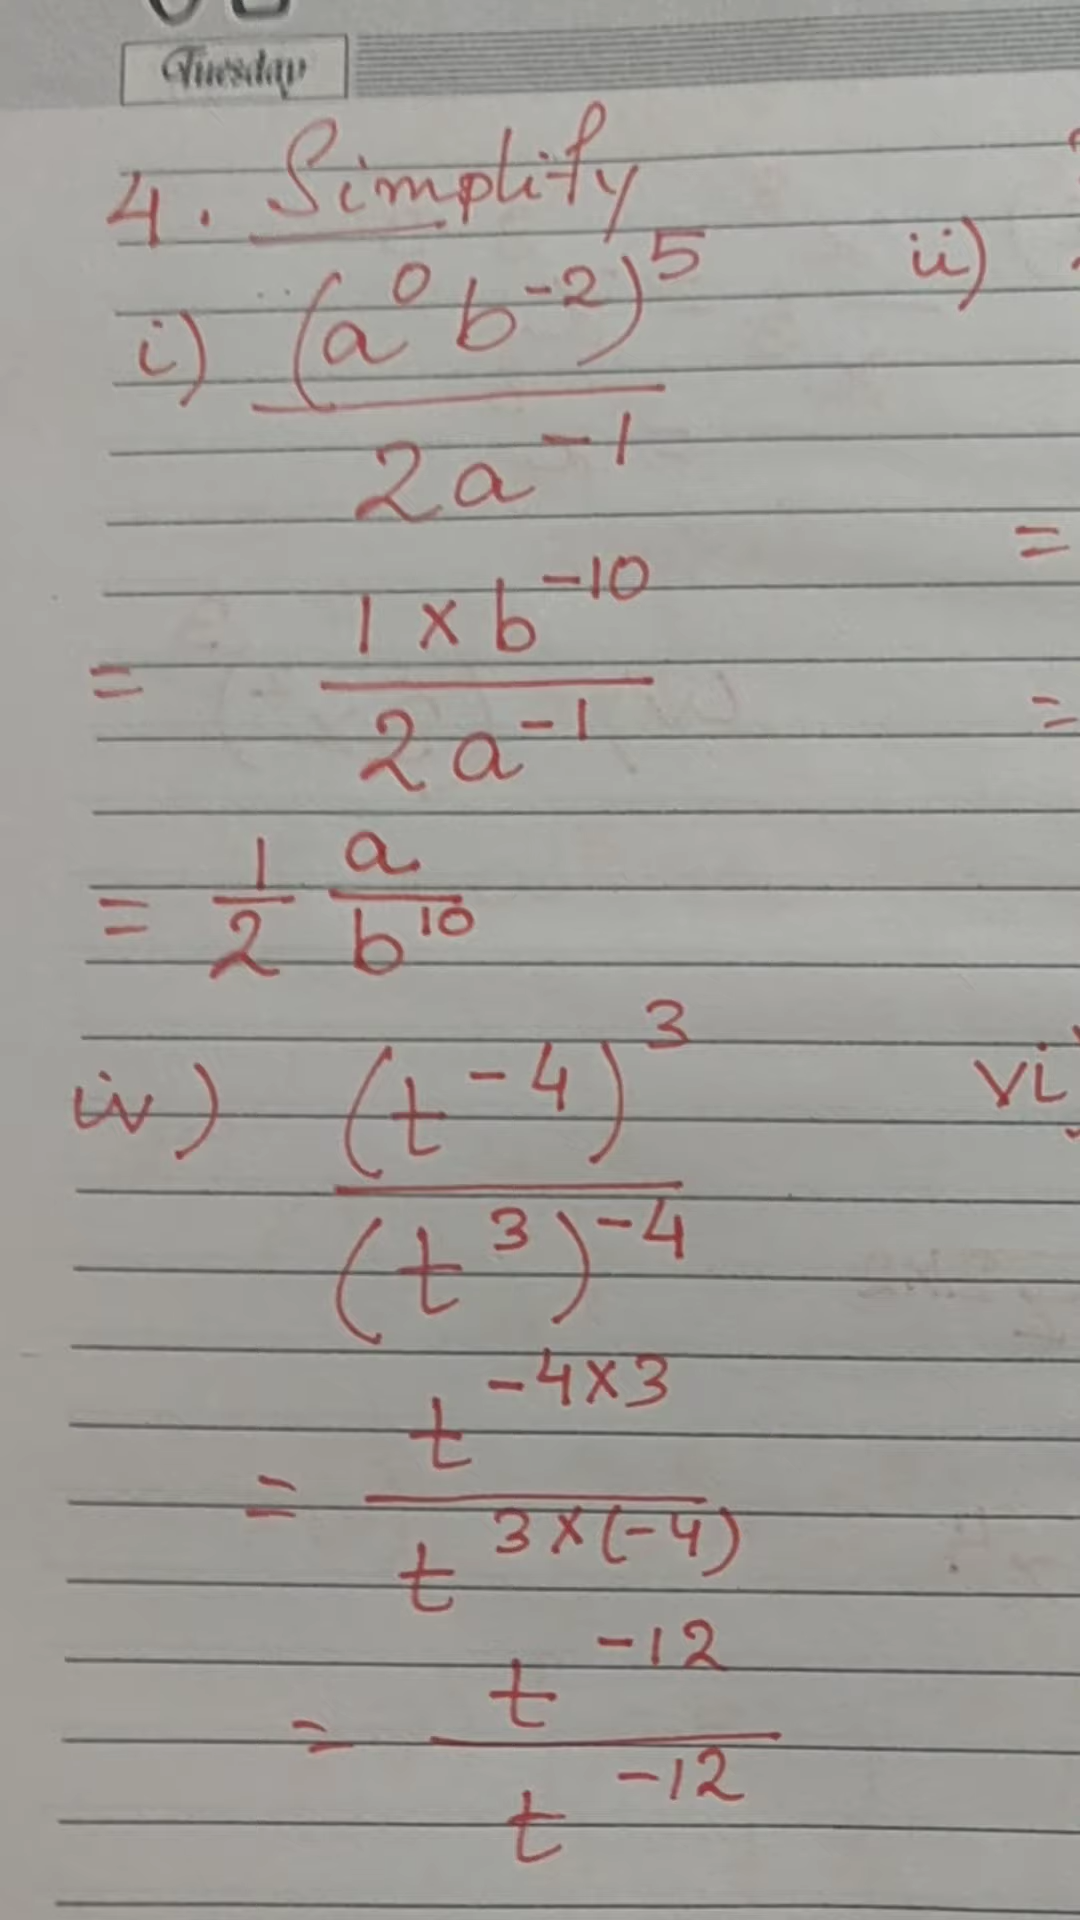 Tuesday
4. Simplify
i) (a⁰ b⁻²)⁵ ii)
2a⁻¹
=
1 × b⁻¹⁰
=
2a⁻¹
=
1 a
=
2 b¹⁰
iv) (t⁻⁴)³ vi
(t³)⁻⁴
t⁻⁴ˣ³
=
t³ˣ⁽⁻⁴⁾
t⁻¹²
=
t⁻¹²